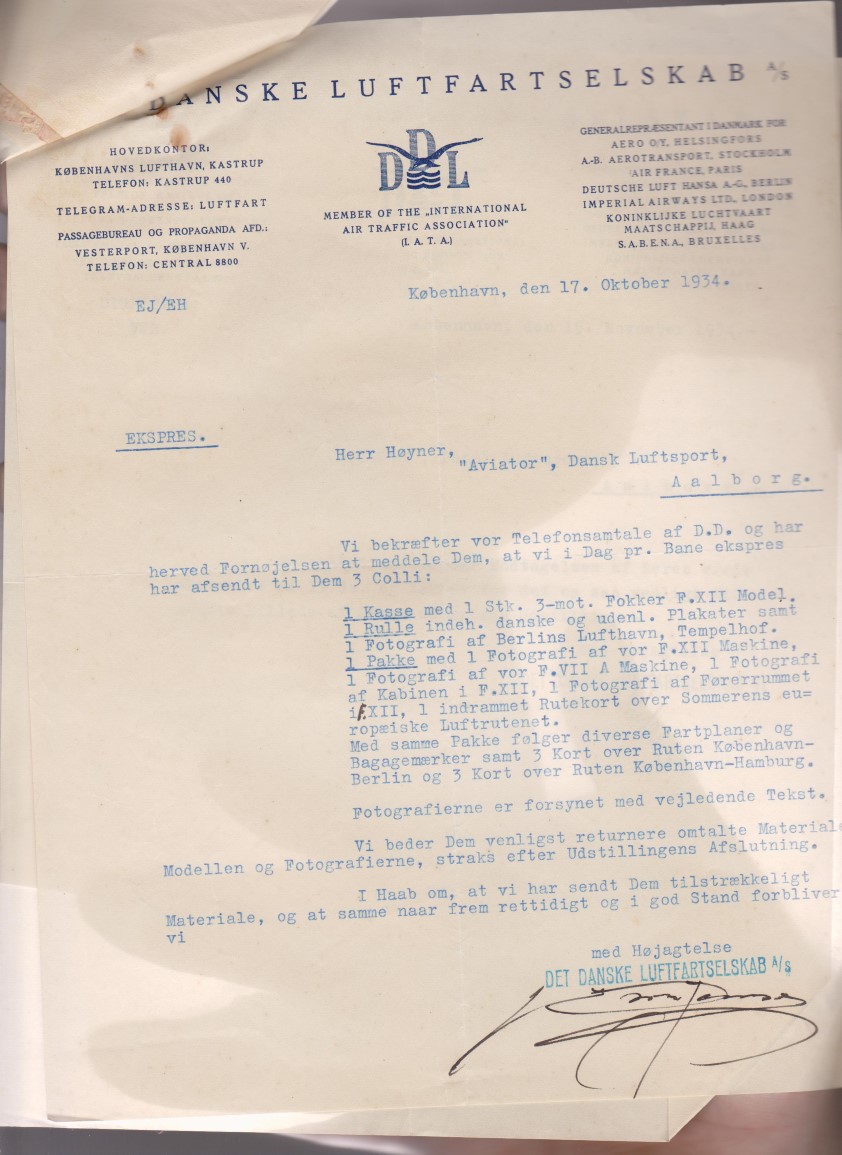 DANSKE LUFTFARTSELSKAB A/S
HOVEDKONTOR:
KØBENHAVNS LUFTHAVN, KASTRUP
TELEFON: KASTRUP 440
TELEGRAM-ADRESSE: LUFTFART
PASSAGEBUREAU OG PROPAGANDA AFD.:
VESTERPORT, KØBENHAVN V.
TELEFON: CENTRAL 8800
DDL
MEMBER OF THE „INTERNATIONAL
AIR TRAFFIC ASSOCIATION"
(I. A. T. A.)
GENERALREPRÆSENTANT I DANMARK FOR
AERO O/Y, HELSINGFORS
A.-B. AEROTRANSPORT, STOCKHOLM
AIR FRANCE, PARIS
DEUTSCHE LUFT HANSA A.-G., BERLIN
IMPERIAL AIRWAYS LTD., LONDON
KONINKLIJKE LUCHTVAART
MAATSCHAPPIJ, HAAG
S.A.B.E.N.A., BRUXELLES
København, den 17. Oktober 1934.
EJ/EH
EKSPRES.
Herr Høyner,
"Aviator", Dansk Luftsport,
A a l b o r g.
Vi bekræfter vor Telefonsamtale af D.D. og har
herved Fornøjelsen at meddele Dem, at vi i Dag pr. Bane ekspres
har afsendt til Dem 3 Colli:
1 Kasse med 1 Stk. 3-mot. Fokker F.XII Model.
1 Rulle indeh. danske og udenl. Plakater samt
1 Fotografi af Berlins Lufthavn, Tempelhof.
1 Pakke med 1 Fotografi af vor F.XII Maskine,
1 Fotografi af vor F.VII A Maskine, 1 Fotografi
af Kabinen i F.XII, 1 Fotografi af Førerrummet
i F.XII, 1 indrammet Rutekort over Sommerens eu=
ropæiske Luftrutenet.
Med samme Pakke følger diverse Fartplaner og
Bagagemærker samt 3 Kort over Ruten København-
Berlin og 3 Kort over Ruten København-Hamburg.
Fotografierne er forsynet med vejledende Tekst.
Vi beder Dem venligst returnere omtalte Materiale
Modellen og Fotografierne, straks efter Udstillingens Afslutning.
I Haab om, at vi har sendt Dem tilstrækkeligt
Materiale, og at samme naar frem rettidigt og i god Stand forbliver
vi
med Højagtelse
DET DANSKE LUFTFARTSELSKAB A/S